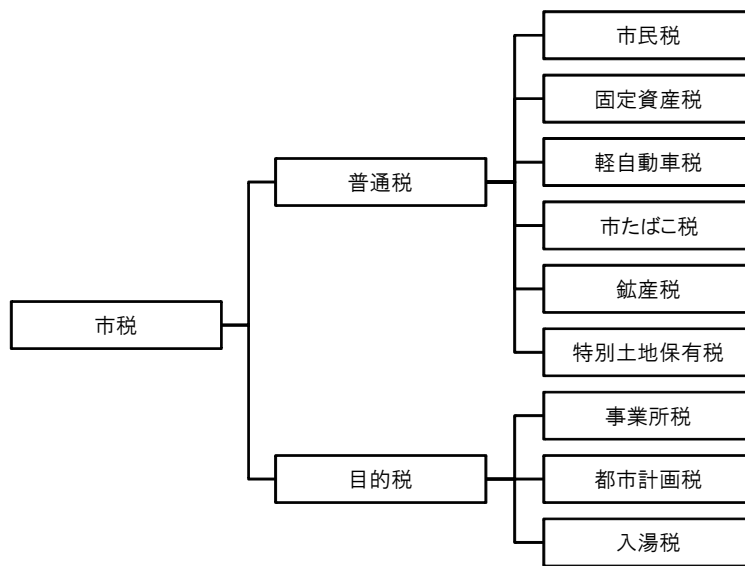 市税
普通税
市民税
固定資産税
軽自動車税
市たばこ税
鉱産税
特別土地保有税
目的税
事業所税
都市計画税
入湯税